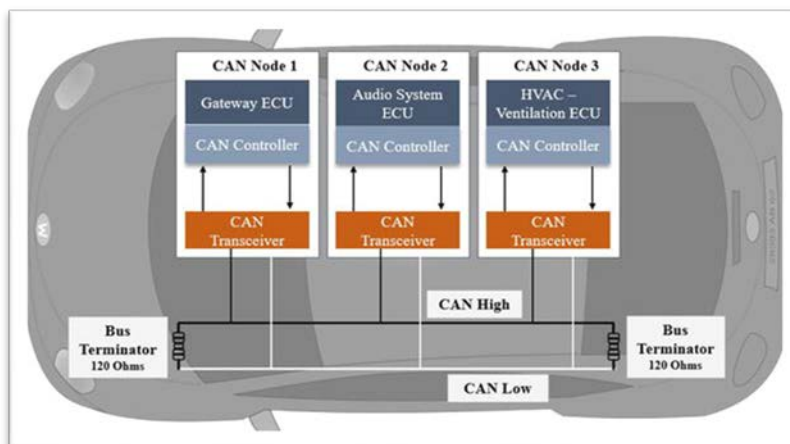 CAN Node 1
Gateway ECU
CAN Controller
CAN
Transceiver
CAN Node 2
Audio System
ECU
CAN Controller
CAN
Transceiver
CAN Node 3
HVAC –
Ventilation ECU
CAN Controller
CAN
Transceiver
CAN High
Bus
Terminator
120 Ohms
Bus
Terminator
120 Ohms
CAN Low